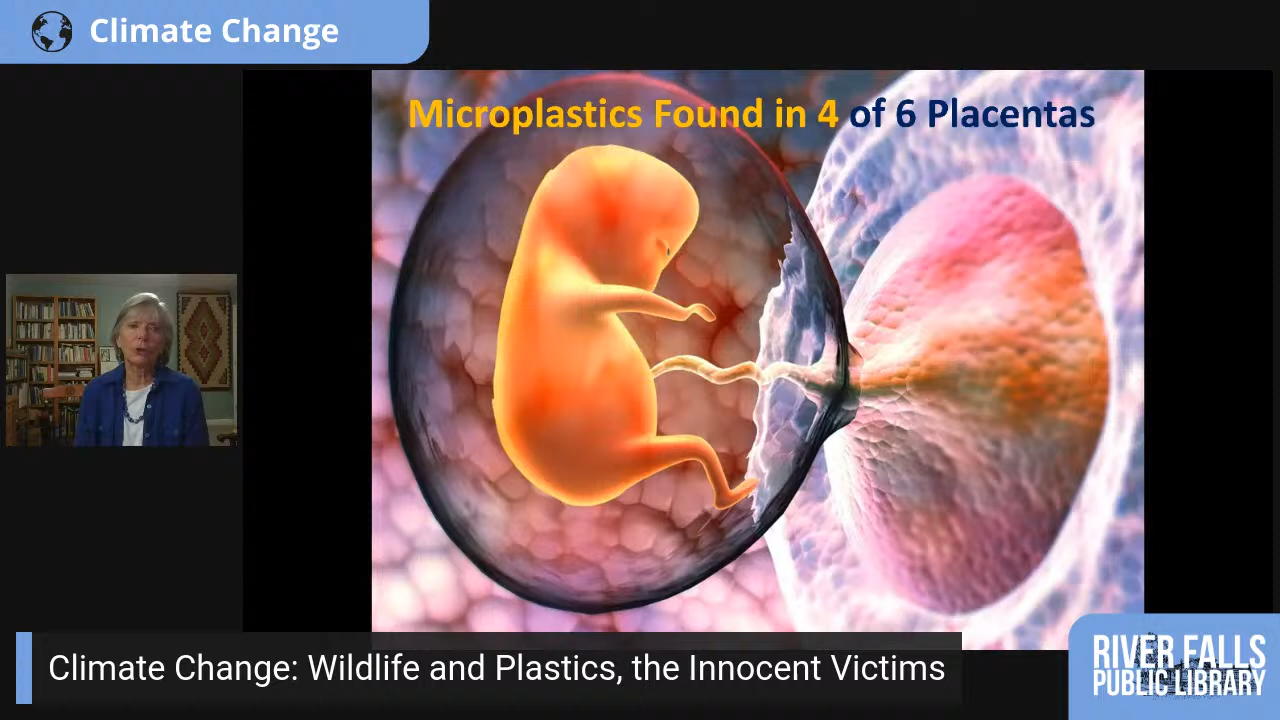 Climate Change
Microplastics Found in 4 of 6 Placentas
Climate Change: Wildlife and Plastics, the Innocent Victims
RIVER FALLS
PUBLIC LIBRARY